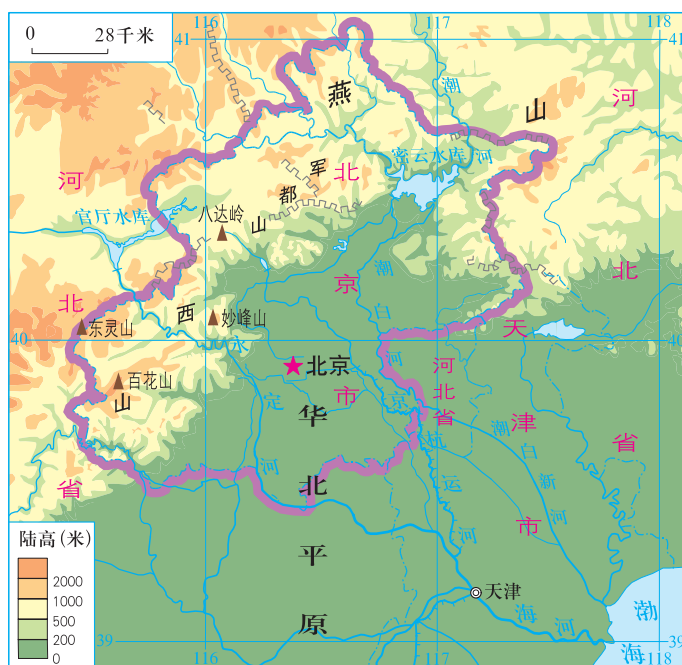 0 28千米
116 117 118
41 41
燕
山
潮
河
河
密云水库
河
北
军
都
山
八达岭
官厅水库
北
京
市
潮
白
河
北
北
省
东灵山
西
山
妙峰山
百花山
永
定
河
北京
天
津
市
40 40
河
北
省
京
杭
运
河
潮
白
新
河
省
华
北
平
原
陆高(米)
2000
1000
500
200
0
天津
海
河
渤
海
39 39
116 117 118